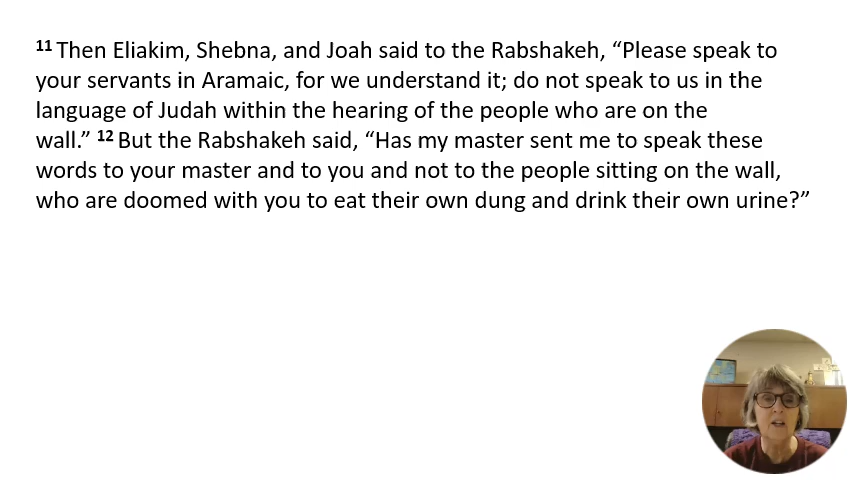 11 Then Eliakim, Shebna, and Joah said to the Rabshakeh, “Please speak to
your servants in Aramaic, for we understand it; do not speak to us in the
language of Judah within the hearing of the people who are on the
wall.” 12 But the Rabshakeh said, “Has my master sent me to speak these
words to your master and to you and not to the people sitting on the wall,
who are doomed with you to eat their own dung and drink their own urine?”